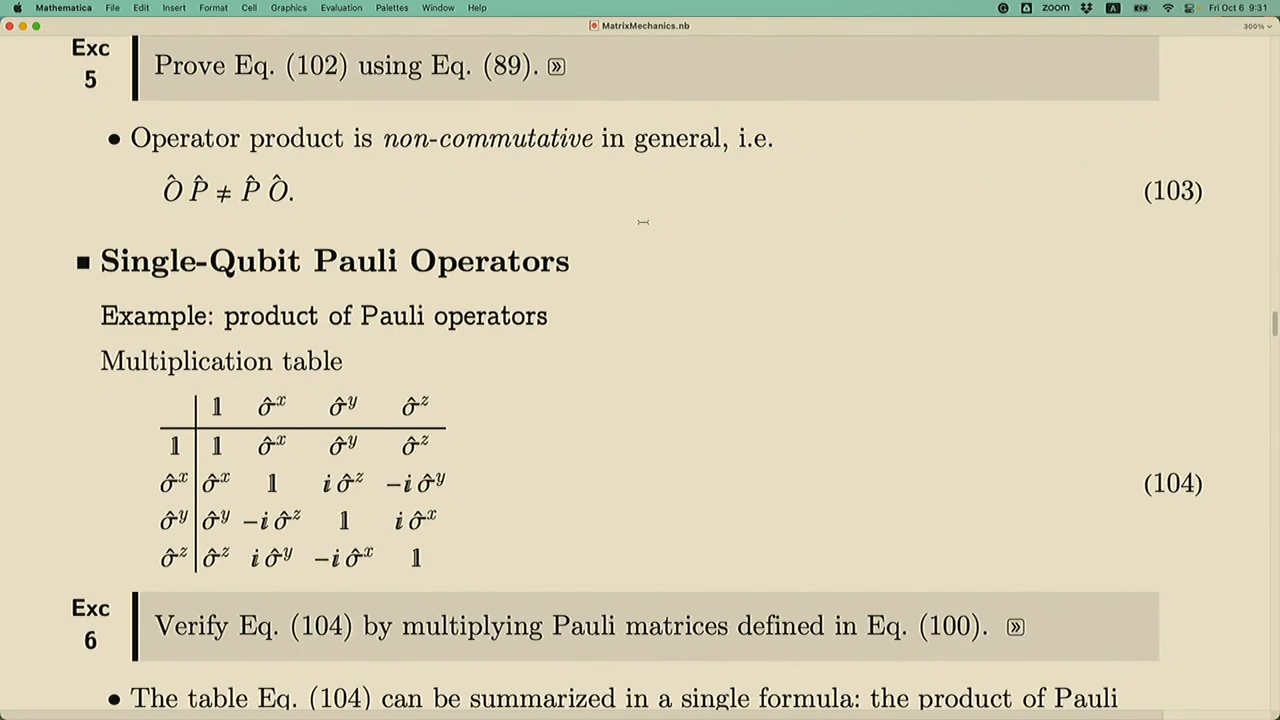 Mathematica File Edit Insert Format Cell Graphics Evaluation Palettes Window Help zoom Fri Oct 6 9:31
MatrixMechanics.nb 300%
Exc
5
Prove Eq. (102) using Eq. (89).
• Operator product is non-commutative in general, i.e.
Ô P̂ ≠ P̂ Ô. (103)
■ Single-Qubit Pauli Operators
Example: product of Pauli operators
Multiplication table
𝟙 σ̂ˣ σ̂ʸ σ̂ᶻ
𝟙 𝟙 σ̂ˣ σ̂ʸ σ̂ᶻ
σ̂ˣ σ̂ˣ 𝟙 i σ̂ᶻ −i σ̂ʸ (104)
σ̂ʸ σ̂ʸ −i σ̂ᶻ 𝟙 i σ̂ˣ
σ̂ᶻ σ̂ᶻ i σ̂ʸ −i σ̂ˣ 𝟙
Exc
6
Verify Eq. (104) by multiplying Pauli matrices defined in Eq. (100).
• The table Eq. (104) can be summarized in a single formula: the product of Pauli